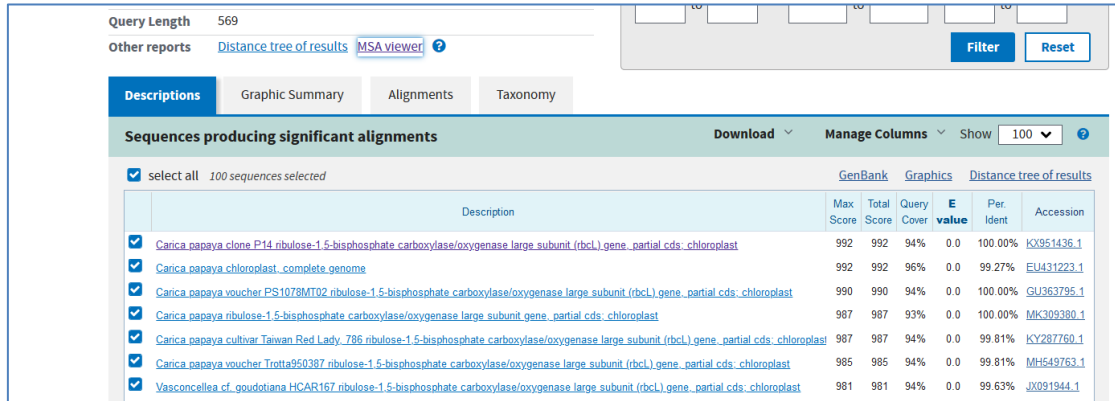 to to to
Query Length 569
Other reports Distance tree of results MSA viewer ?
Filter Reset
Descriptions Graphic Summary Alignments Taxonomy
Sequences producing significant alignments Download Manage Columns Show 100 ?
select all 100 sequences selected GenBank Graphics Distance tree of results
Description Max Score Total Score Query Cover E value Per. Ident Accession
Carica papaya clone P14 ribulose-1,5-bisphosphate carboxylase/oxygenase large subunit (rbcL) gene, partial cds; chloroplast 992 992 94% 0.0 100.00% KX951436.1
Carica papaya chloroplast, complete genome 992 992 96% 0.0 99.27% EU431223.1
Carica papaya voucher PS1078MT02 ribulose-1,5-bisphosphate carboxylase/oxygenase large subunit (rbcL) gene, partial cds; chloroplast 990 990 94% 0.0 100.00% GU363795.1
Carica papaya ribulose-1,5-bisphosphate carboxylase/oxygenase large subunit gene, partial cds; chloroplast 987 987 93% 0.0 100.00% MK309380.1
Carica papaya cultivar Taiwan Red Lady, 786 ribulose-1,5-bisphosphate carboxylase/oxygenase large subunit (rbcL) gene, partial cds; chloroplast 987 987 94% 0.0 99.81% KY287760.1
Carica papaya voucher Trotta950387 ribulose-1,5-bisphosphate carboxylase/oxygenase large subunit (rbcL) gene, partial cds; chloroplast 985 985 94% 0.0 99.81% MH549763.1
Vasconcellea cf. goudotiana HCAR167 ribulose-1,5-bisphosphate carboxylase/oxygenase large subunit (rbcL) gene, partial cds; chloroplast 981 981 94% 0.0 99.63% JX091944.1